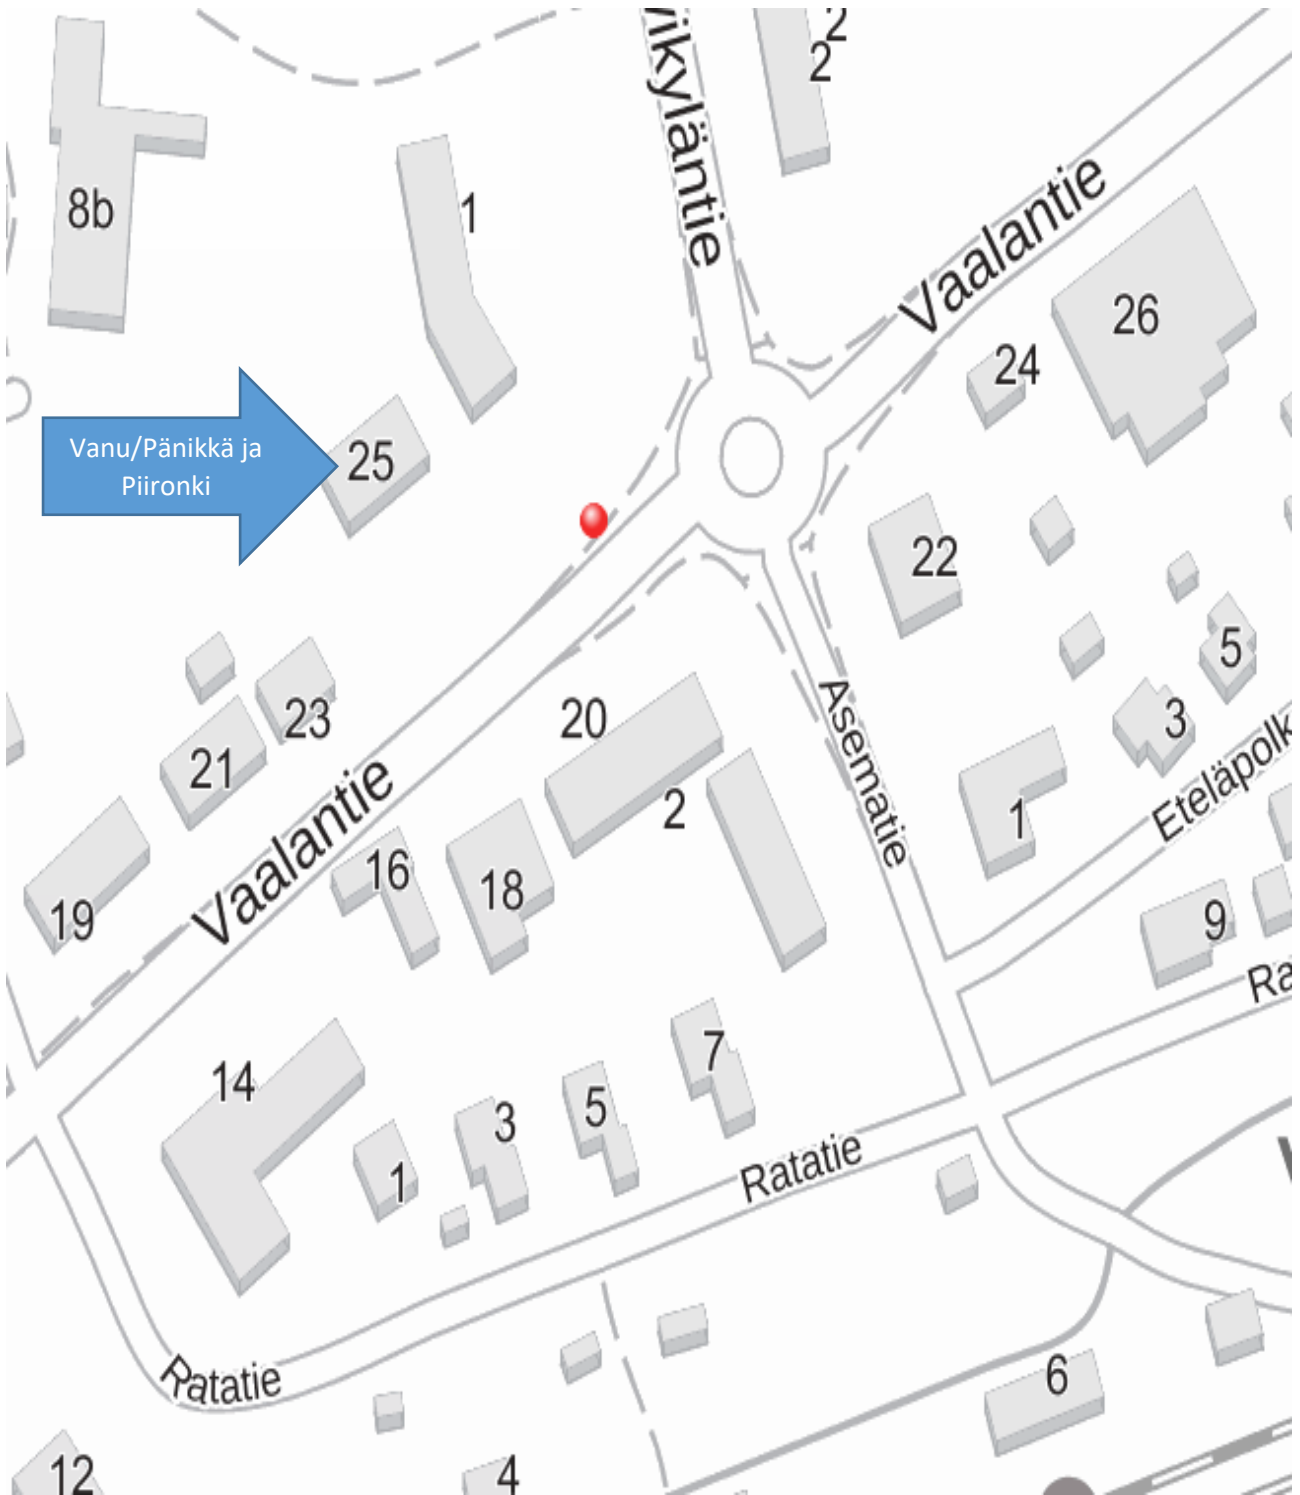 vikyläntie
2
2
8b
1
Vaalantie
26
24
Vanu/Pänikkä ja
Piironki
25
22
5
3
23
20
21
Asematie
Eteläpolk
1
2
Vaalantie
16
18
19
9
Ra
14
7
5
3
1
Ratatie
Ratatie
6
12
4